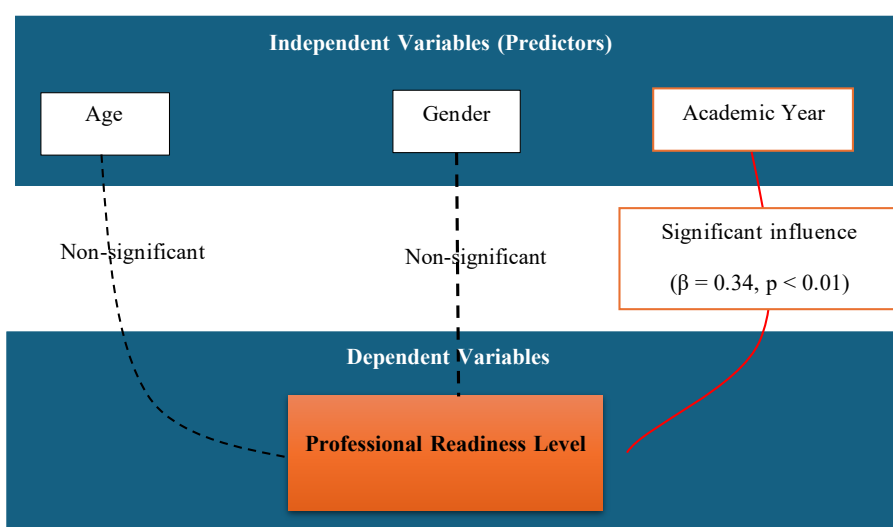 Independent Variables (Predictors)
Age
Gender
Academic Year
Non-significant
Non-significant
Significant influence
(β = 0.34, p < 0.01)
Dependent Variables
Professional Readiness Level